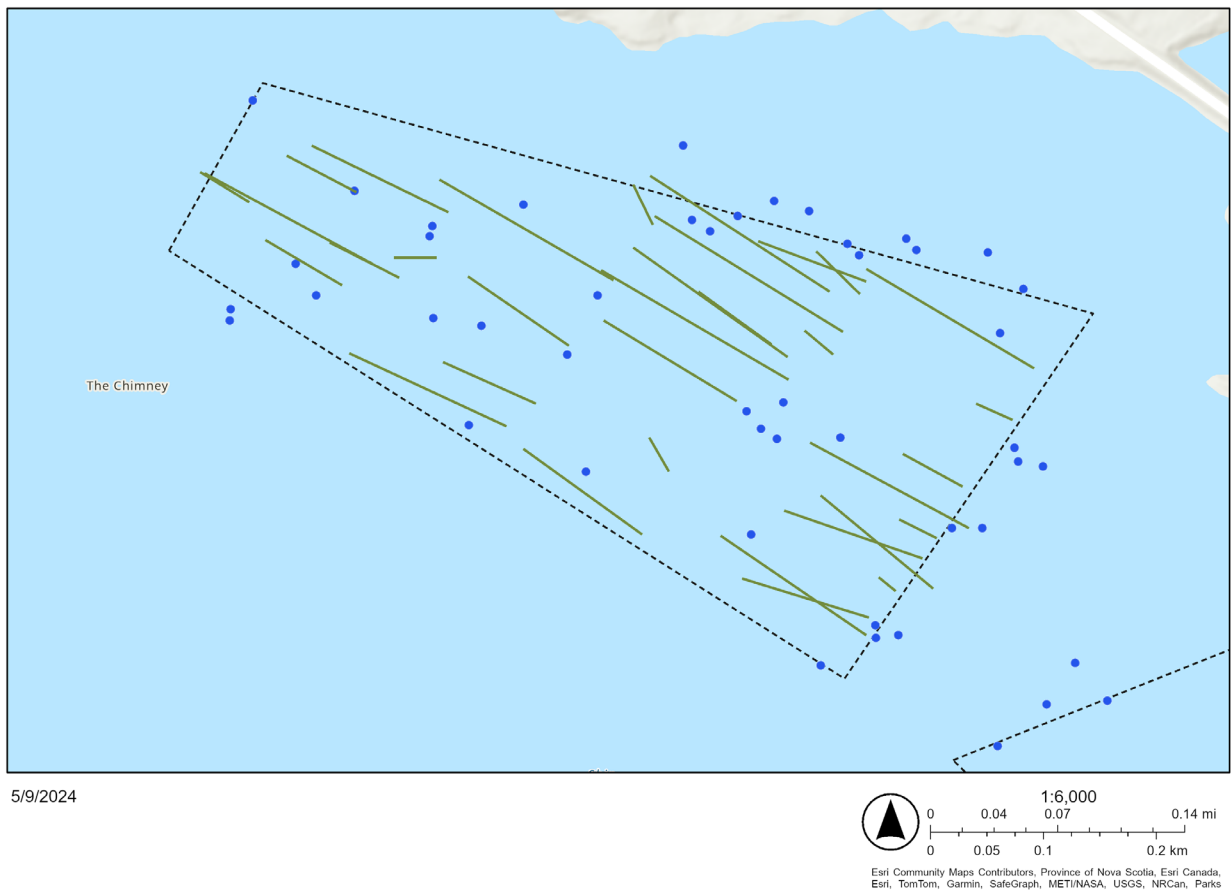 The Chimney
5/9/2024
1:6,000
0 0.04 0.07 0.14 mi
0 0.05 0.1 0.2 km
Esri Community Maps Contributors, Province of Nova Scotia, Esri Canada,
Esri, TomTom, Garmin, SafeGraph, METI/NASA, USGS, NRCan, Parks